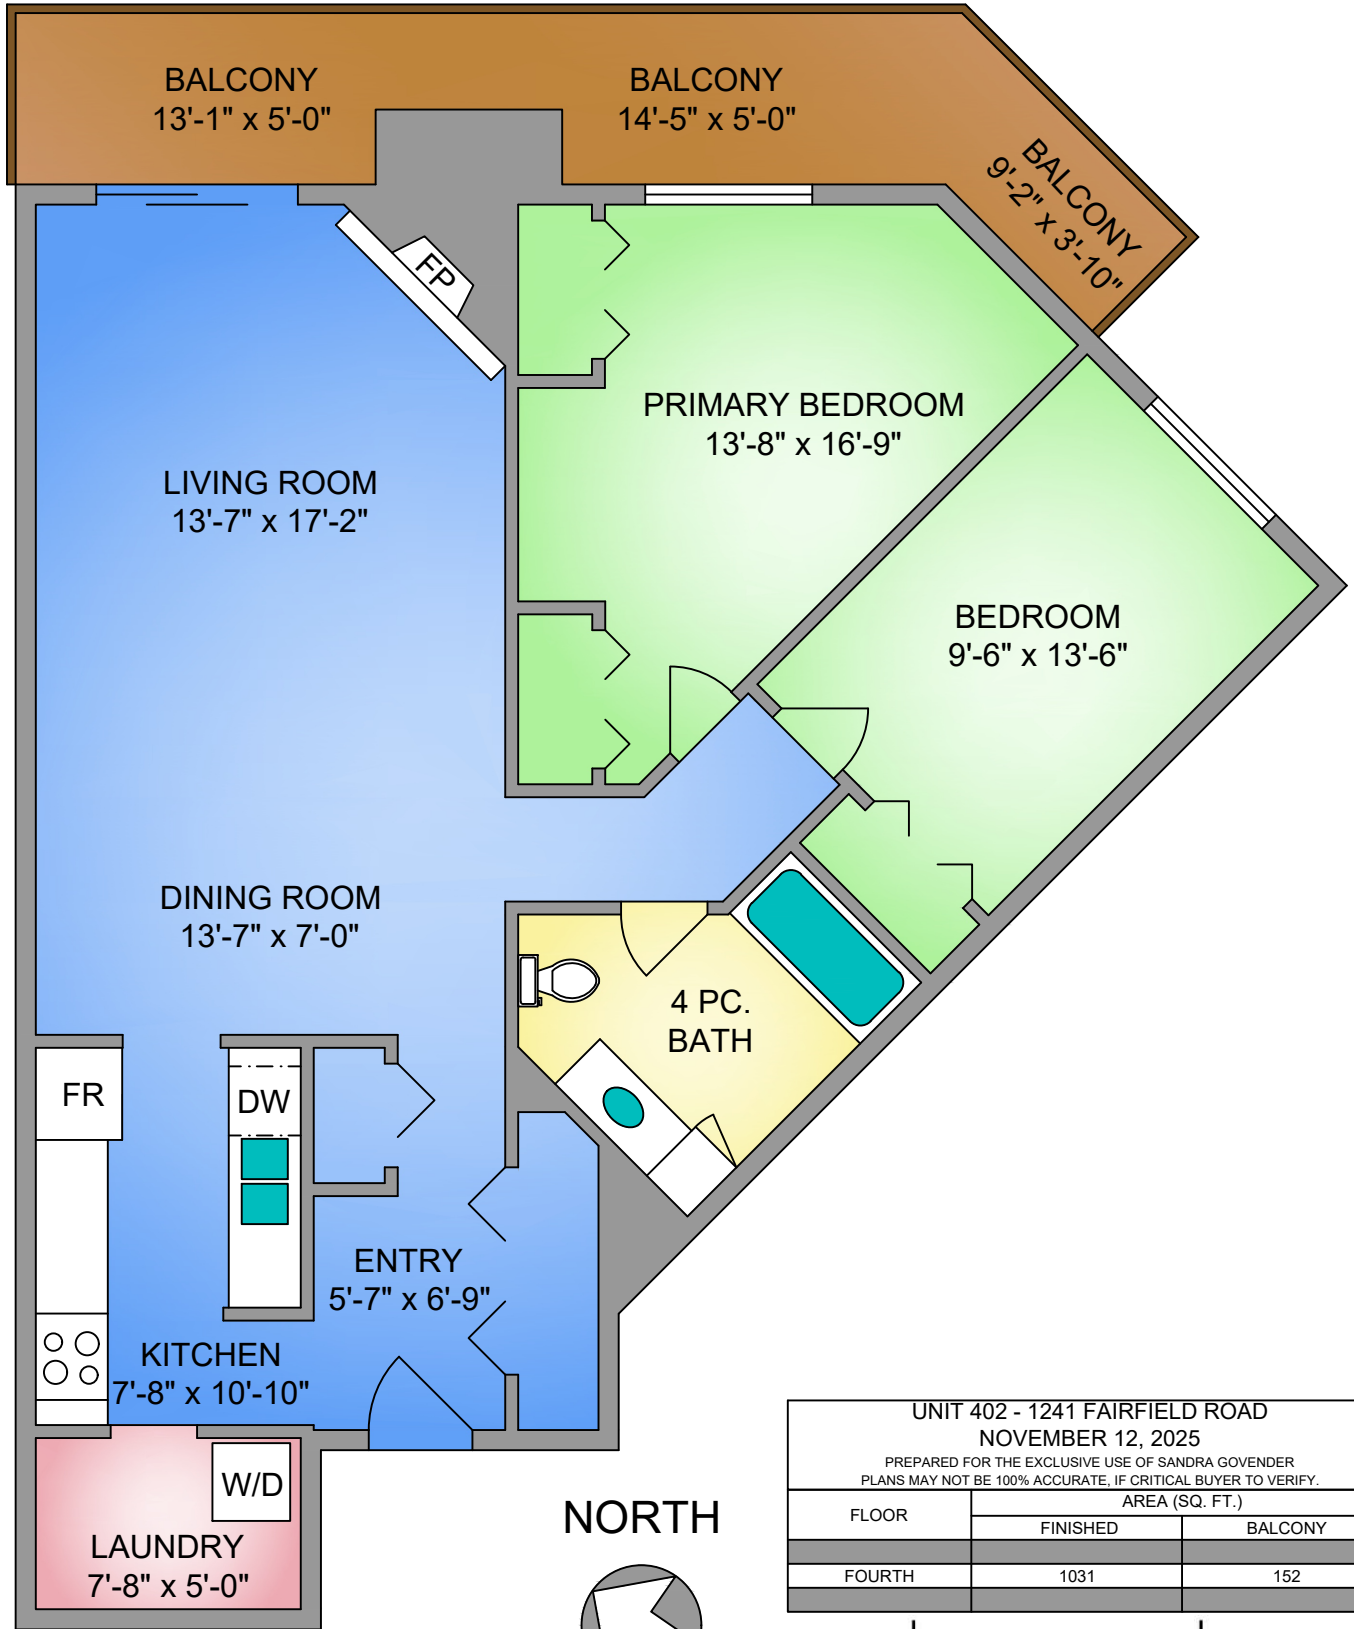 BALCONY
13'-1" x 5'-0"
BALCONY
14'-5" x 5'-0"
BALCONY
9'-2" x 3'-10"
FP
PRIMARY BEDROOM
13'-8" x 16'-9"
LIVING ROOM
13'-7" x 17'-2"
BEDROOM
9'-6" x 13'-6"
DINING ROOM
13'-7" x 7'-0"
4 PC.
BATH
FR
DW
ENTRY
5'-7" x 6'-9"
KITCHEN
7'-8" x 10'-10"
W/D
LAUNDRY
7'-8" x 5'-0"
NORTH
UNIT 402 - 1241 FAIRFIELD ROAD
NOVEMBER 12, 2025
PREPARED FOR THE EXCLUSIVE USE OF SANDRA GOVENDER
PLANS MAY NOT BE 100% ACCURATE, IF CRITICAL BUYER TO VERIFY.
FLOOR
AREA (SQ. FT.)
FINISHED
BALCONY
FOURTH
1031
152